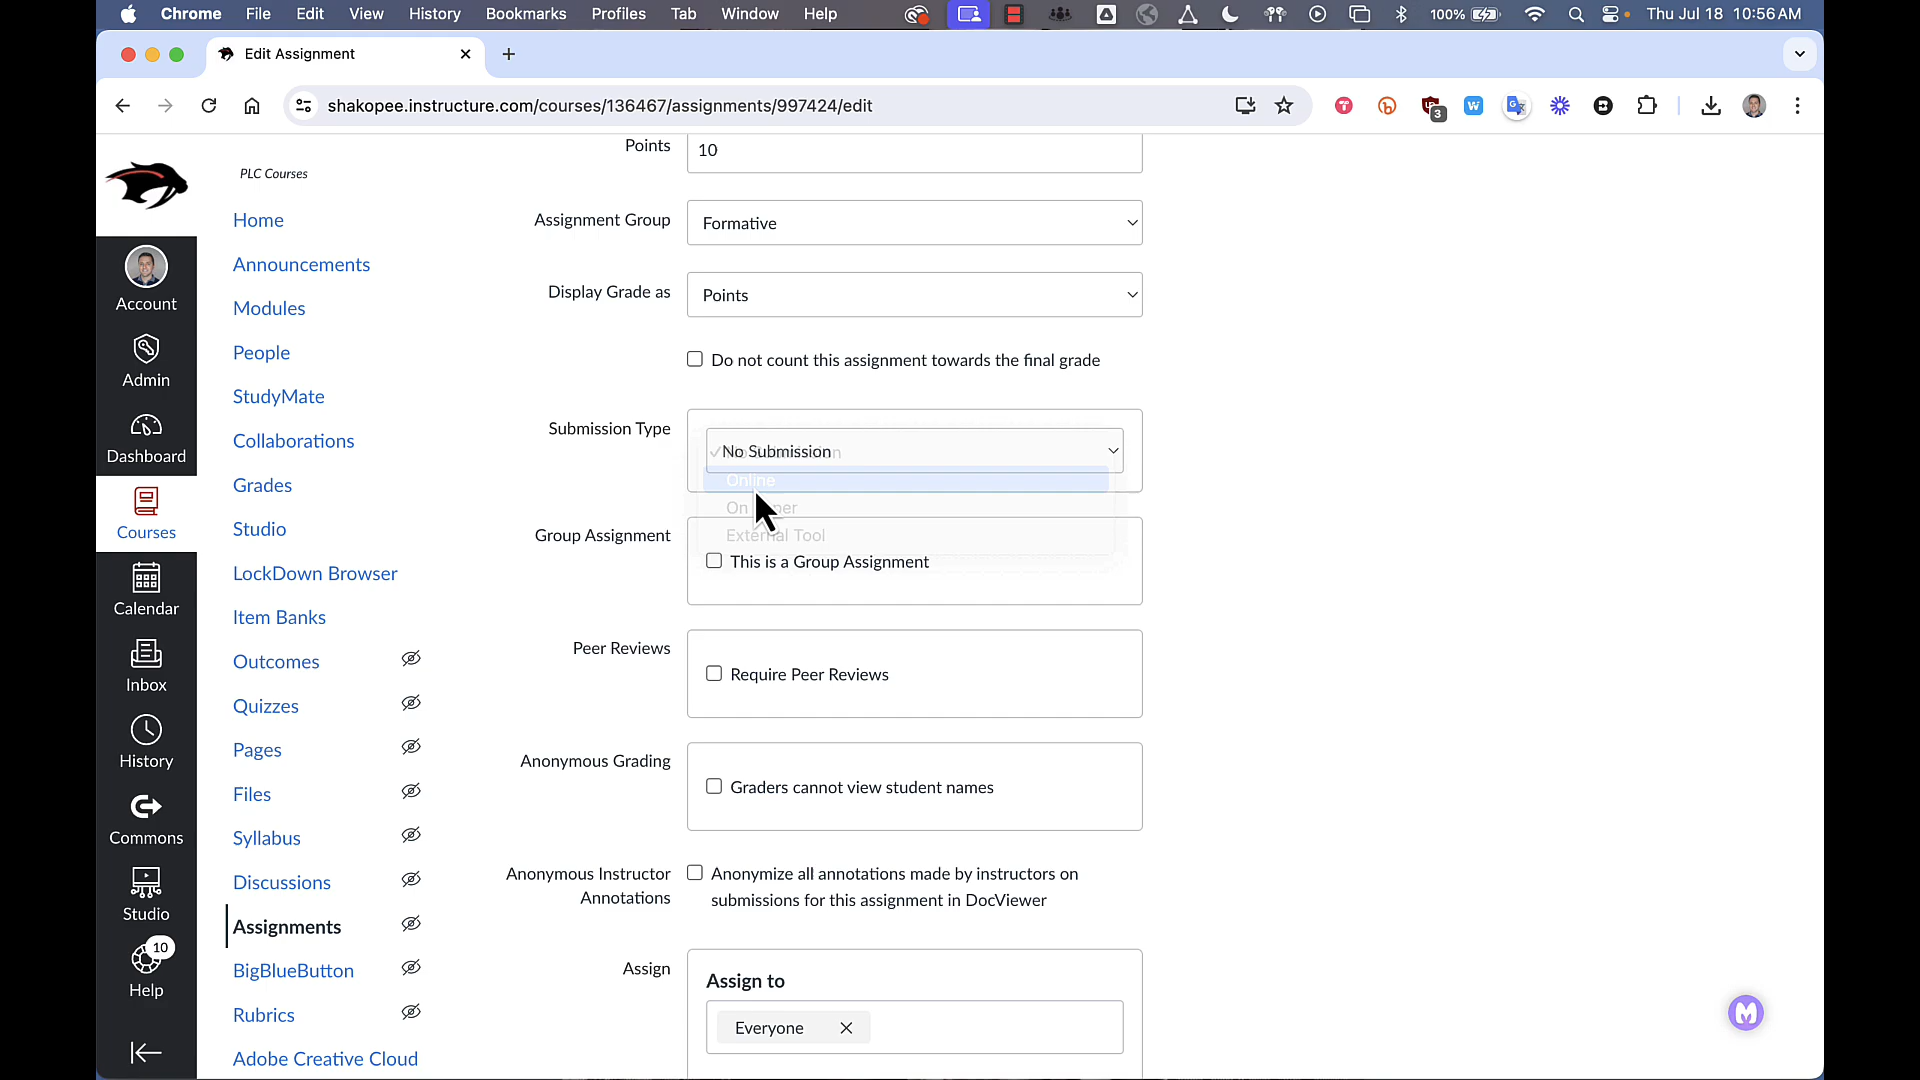 Chrome File Edit View History Bookmarks Profiles Tab Window Help 100% Thu Jul 18 10:56 AM
Edit Assignment
shakopee.instructure.com/courses/136467/assignments/997424/edit
3
PLC Courses
Home
Announcements
Modules
People
StudyMate
Collaborations
Grades
Studio
LockDown Browser
Item Banks
Outcomes
Quizzes
Pages
Files
Syllabus
Discussions
Assignments
BigBlueButton
Rubrics
Adobe Creative Cloud
Account
Admin
Dashboard
Courses
Calendar
Inbox
History
Commons
Studio
10
Help
Points 10
Assignment Group Formative
Display Grade as Points
Do not count this assignment towards the final grade
Submission Type No Submission
Online
On
External Tool
Group Assignment
This is a Group Assignment
Peer Reviews
Require Peer Reviews
Anonymous Grading
Graders cannot view student names
Anonymous Instructor Annotations
Anonymize all annotations made by instructors on
submissions for this assignment in DocViewer
Assign
Assign to
Everyone